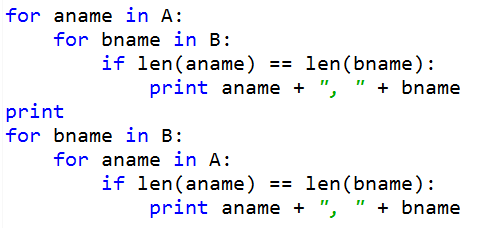 for aname in A:
    for bname in B:
        if len(aname) == len(bname):
            print aname + ", " + bname
print
for bname in B:
    for aname in A:
        if len(aname) == len(bname):
            print aname + ", " + bname